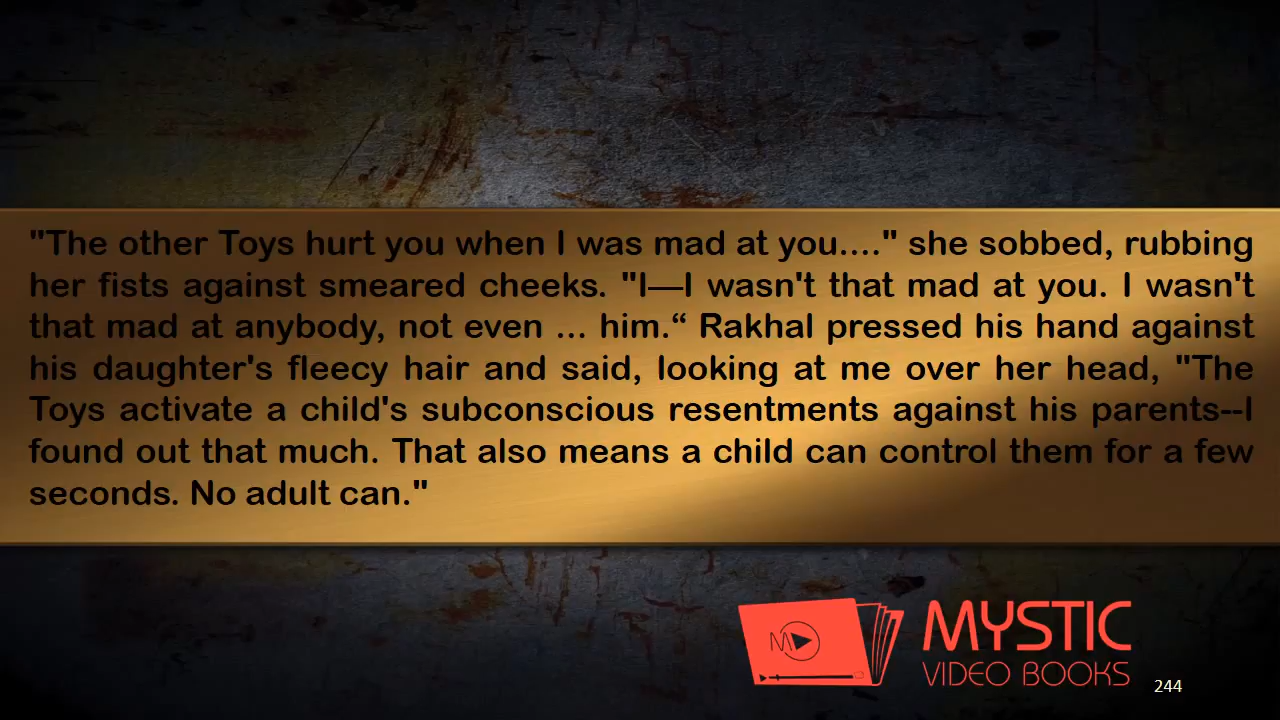 "The other Toys hurt you when I was mad at you...." she sobbed, rubbing
her fists against smeared cheeks. "I—I wasn't that mad at you. I wasn't
that mad at anybody, not even ... him.“ Rakhal pressed his hand against
his daughter's fleecy hair and said, looking at me over her head, "The
Toys activate a child's subconscious resentments against his parents--I
found out that much. That also means a child can control them for a few
seconds. No adult can."
M
MYSTIC
VIDEO BOOKS
244